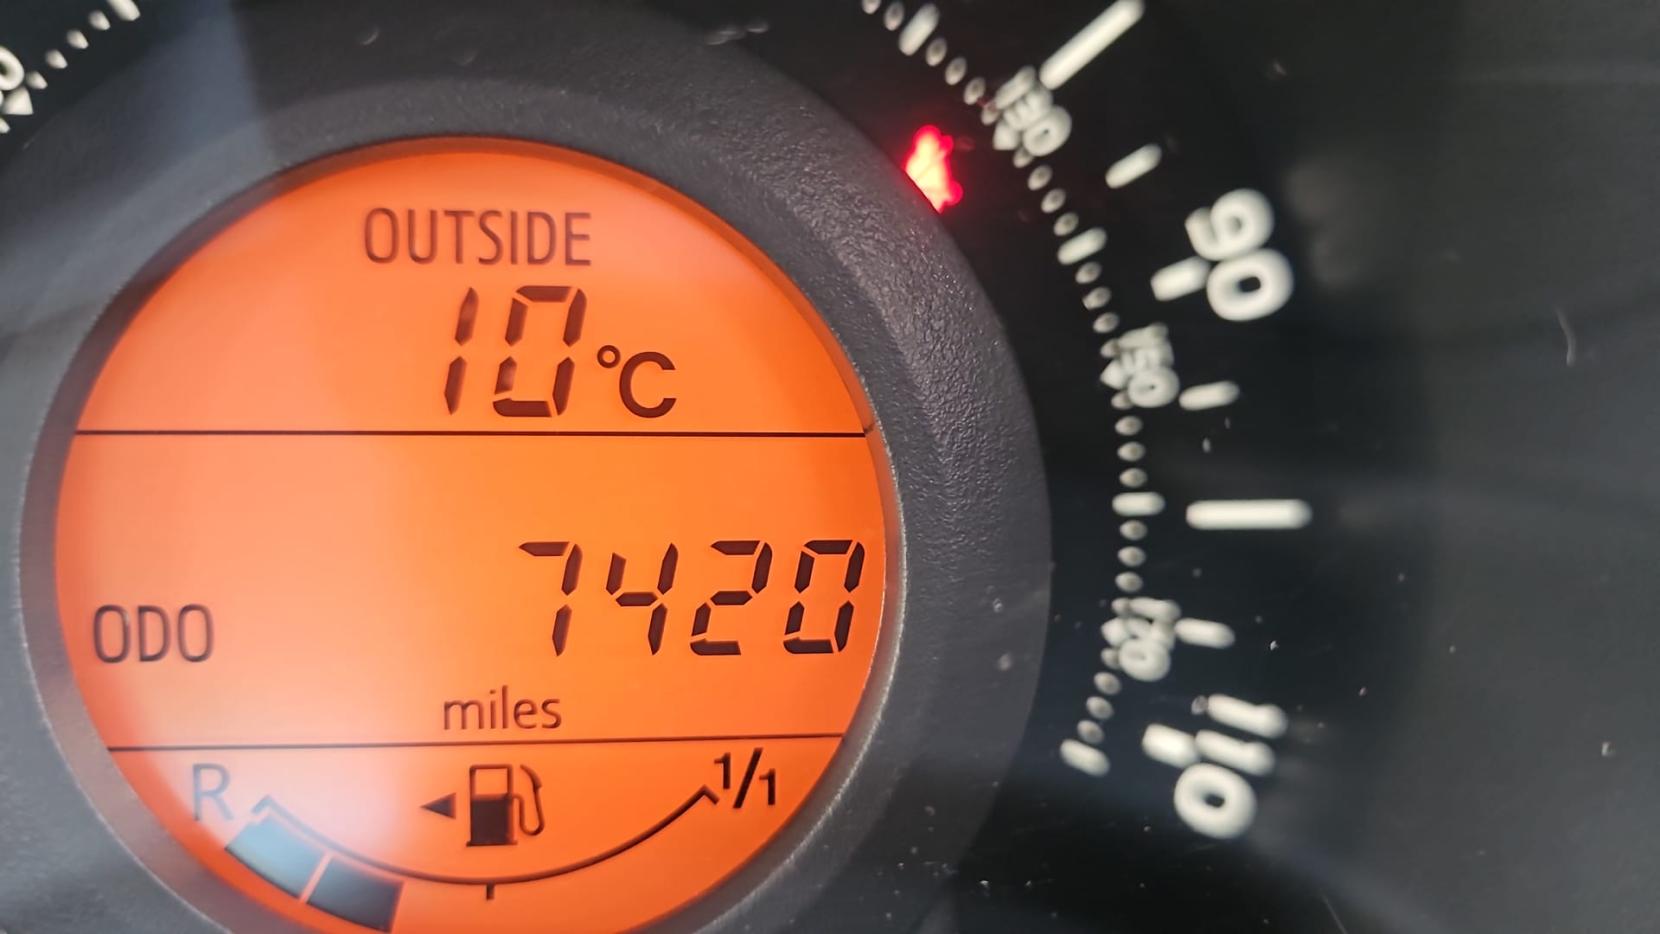 OUTSIDE
10°C
ODO 7420
miles
R 1/1
130
90
150
170
110